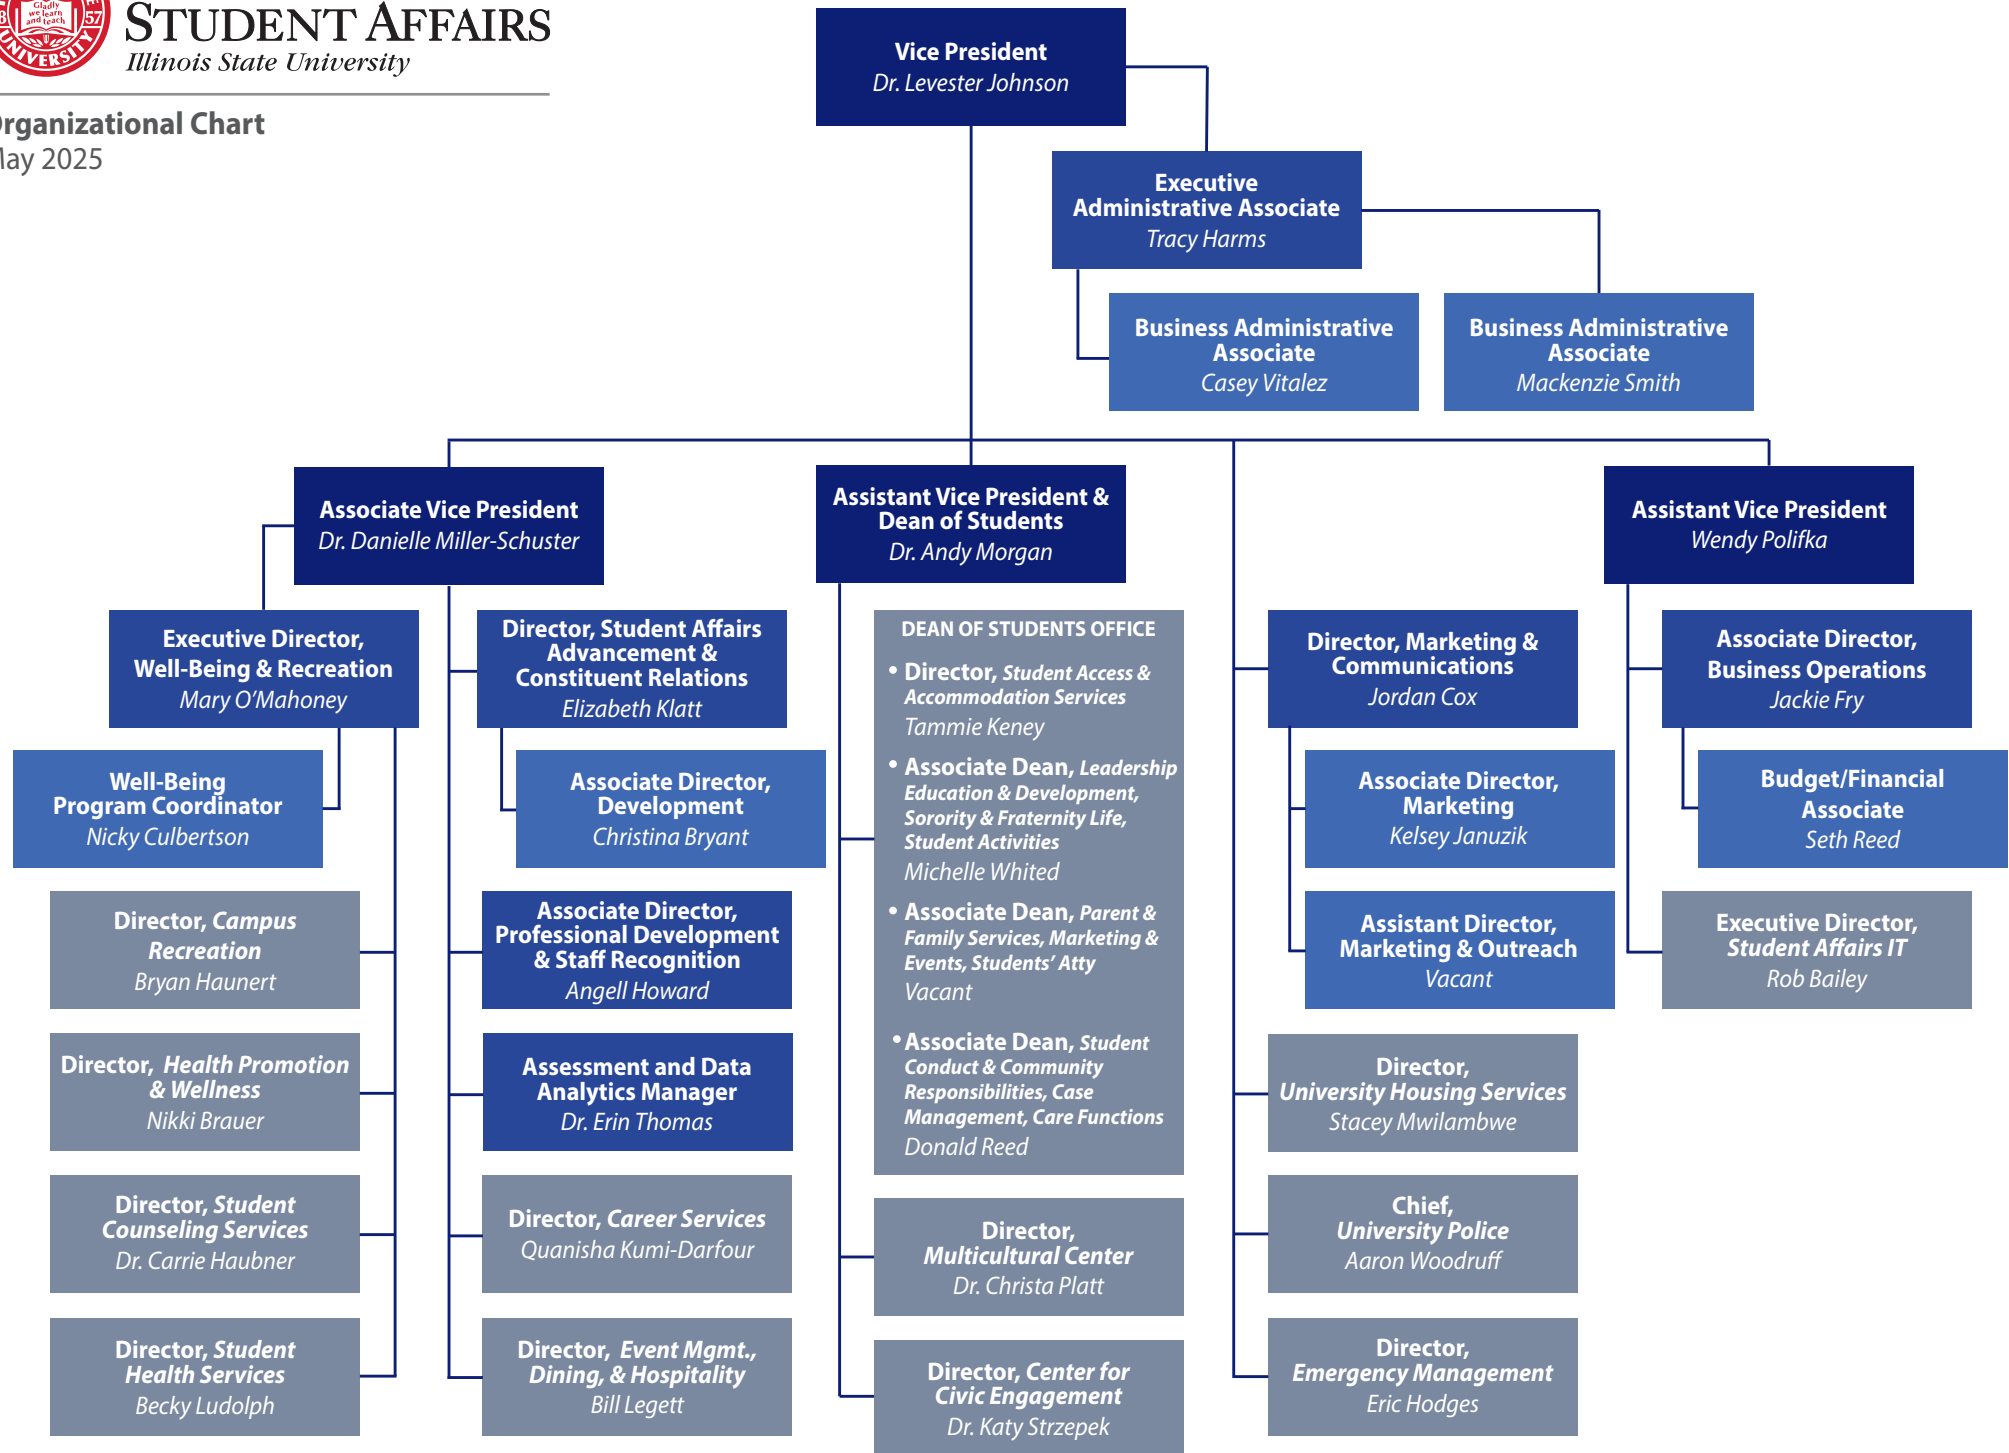 Gladly
we learn
and teach
57
UNIVERSITY
STUDENT AFFAIRS
Illinois State University
Organizational Chart
May 2025
Vice President
Dr. Levester Johnson
Executive
Administrative Associate
Tracy Harms
Business Administrative
Associate
Casey Vitalez
Business Administrative
Associate
Mackenzie Smith
Associate Vice President
Dr. Danielle Miller-Schuster
Assistant Vice President &
Dean of Students
Dr. Andy Morgan
Assistant Vice President
Wendy Polifka
Executive Director,
Well-Being & Recreation
Mary O’Mahoney
Well-Being
Program Coordinator
Nicky Culbertson
Director, Campus
Recreation
Bryan Haunert
Director, Health Promotion
& Wellness
Nikki Brauer
Director, Student
Counseling Services
Dr. Carrie Haubner
Director, Student
Health Services
Becky Ludolph
Director, Student Affairs
Advancement &
Constituent Relations
Elizabeth Klatt
Associate Director,
Development
Christina Bryant
Associate Director,
Professional Development
& Staff Recognition
Angell Howard
Assessment and Data
Analytics Manager
Dr. Erin Thomas
Director, Career Services
Quanisha Kumi-Darfour
Director, Event Mgmt.,
Dining, & Hospitality
Bill Legett
DEAN OF STUDENTS OFFICE
• Director, Student Access &
Accommodation Services
Tammie Keney
• Associate Dean, Leadership
Education & Development,
Sorority & Fraternity Life,
Student Activities
Michelle Whited
• Associate Dean, Parent &
Family Services, Marketing &
Events, Students’ Atty
Vacant
• Associate Dean, Student
Conduct & Community
Responsibilities, Case
Management, Care Functions
Donald Reed
Director,
Multicultural Center
Dr. Christa Platt
Director, Center for
Civic Engagement
Dr. Katy Strzepek
Director, Marketing &
Communications
Jordan Cox
Associate Director,
Marketing
Kelsey Januzik
Assistant Director,
Marketing & Outreach
Vacant
Director,
University Housing Services
Stacey Mwilambwe
Chief,
University Police
Aaron Woodruff
Director,
Emergency Management
Eric Hodges
Associate Director,
Business Operations
Jackie Fry
Budget/Financial
Associate
Seth Reed
Executive Director,
Student Affairs IT
Rob Bailey